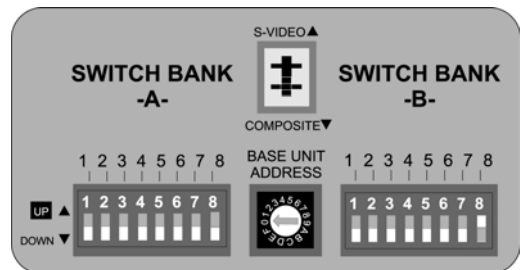 S-VIDEO▲
SWITCH BANK
-A-
SWITCH BANK
-B-
COMPOSITE▼
1 2 3 4 5 6 7 8
BASE UNIT
ADDRESS
1 2 3 4 5 6 7 8
1 2 3 4 5 6 7 8
0123456789ABCDEF
1 2 3 4 5 6 7 8
UP ▲
DOWN ▼